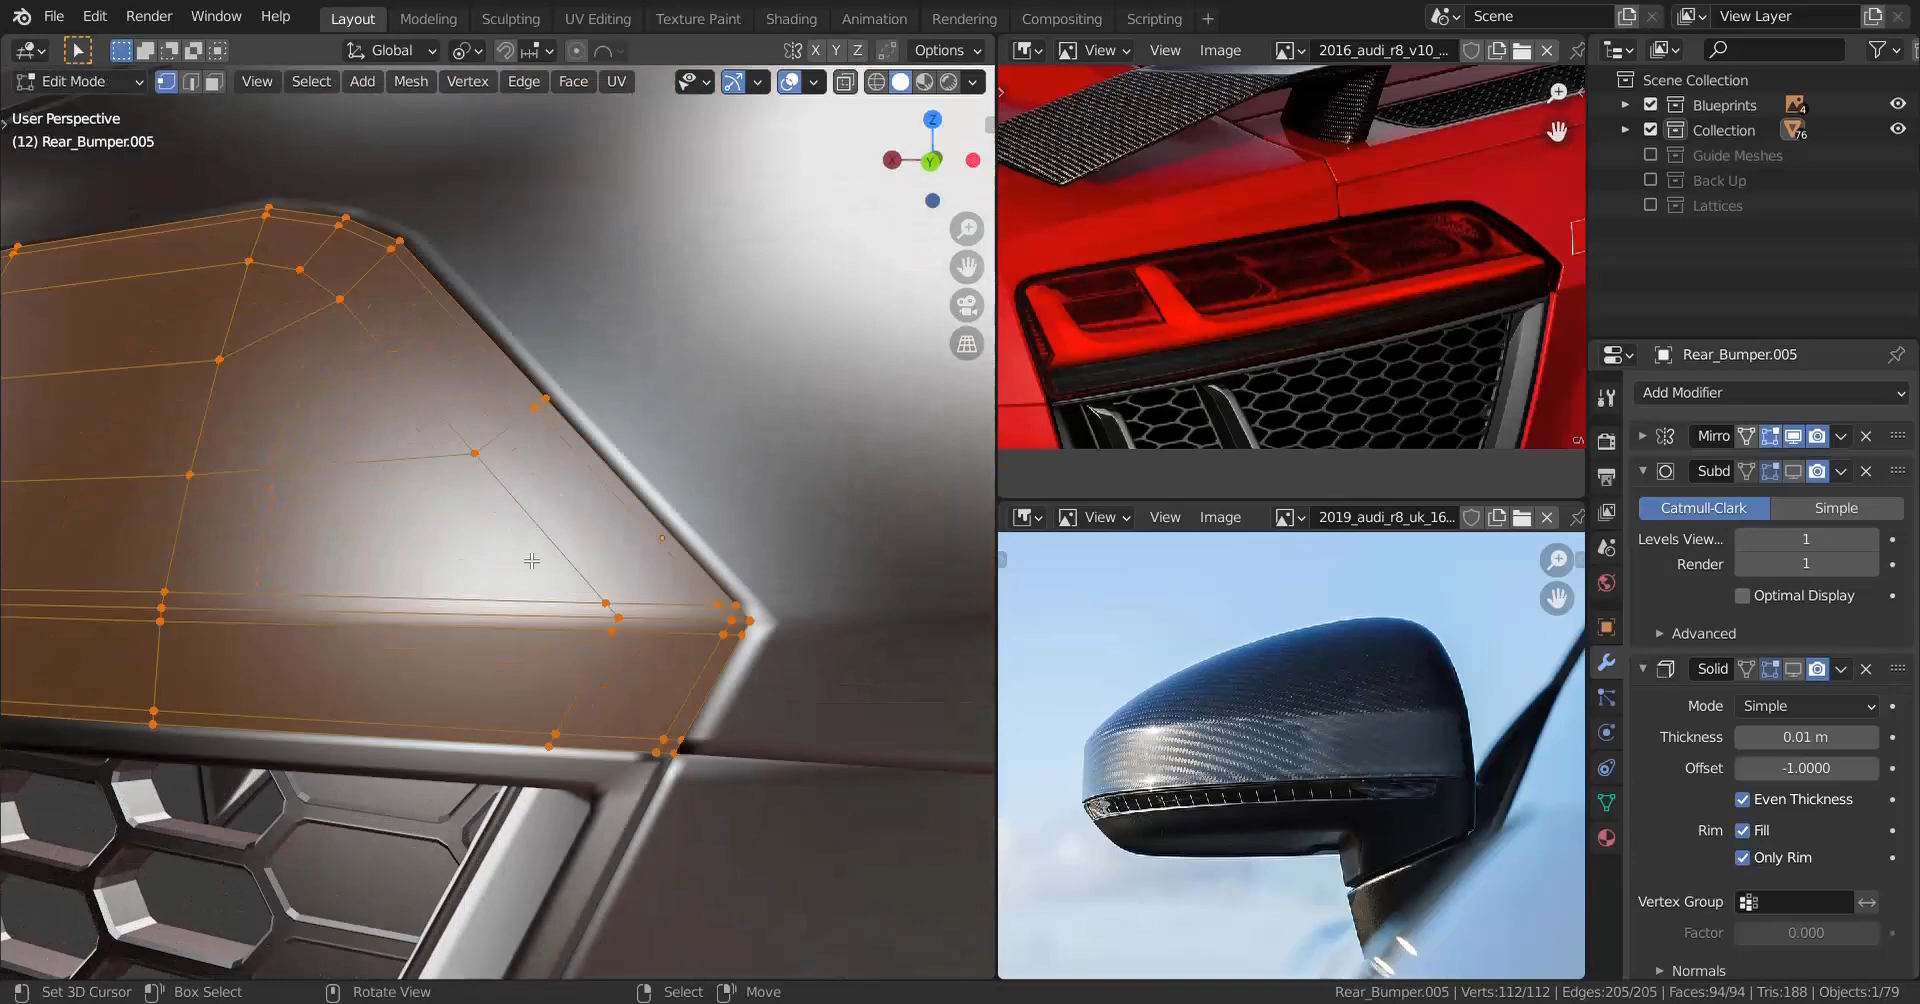 File Edit Render Window Help Layout Modeling Sculpting UV Editing Texture Paint Shading Animation Rendering Compositing Scripting + Scene View Layer
Global X Y Z Options
View View Image 2016_audi_r8_v10_...
Edit Mode View Select Add Mesh Vertex Edge Face UV
User Perspective
(12) Rear_Bumper.005
Z
X
Y
Scene Collection
Blueprints 4
Collection 76
Guide Meshes
Back Up
Lattices
View View Image 2019_audi_r8_uk_16...
Rear_Bumper.005
Add Modifier
Mirro
Subd
Catmull-Clark Simple
Levels View... 1
Render 1
Optimal Display
Advanced
Solid
Mode Simple
Thickness 0.01 m
Offset -1.0000
Even Thickness
Rim Fill
Only Rim
Vertex Group
Factor 0.000
Normals
Set 3D Cursor Box Select Rotate View Select Move
Rear_Bumper.005 | Verts:112/112 | Edges:205/205 | Faces:94/94 | Tris:188 | Objects:1/79